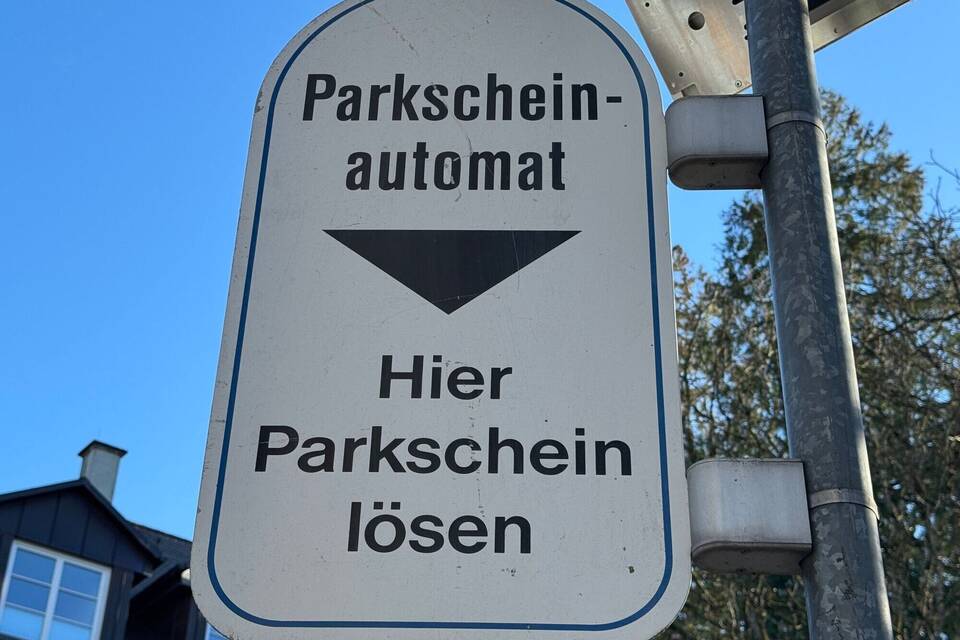 Parkschein-
automat
Hier
Parkschein
lösen